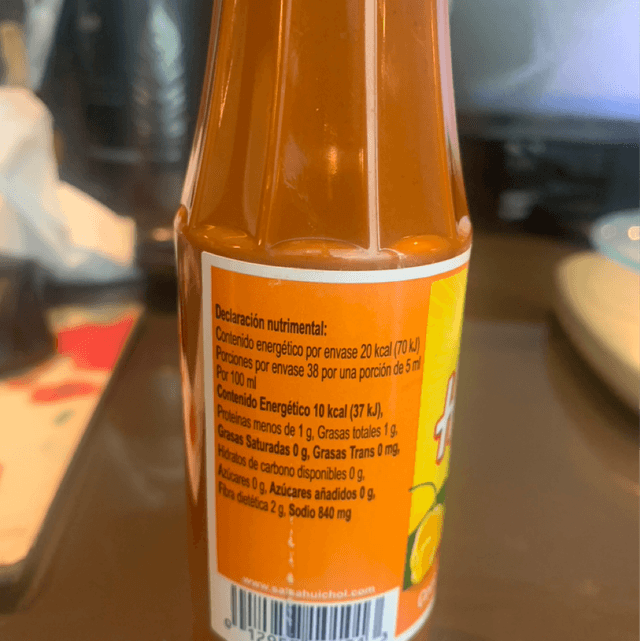 Declaración nutrimental:
Contenido energético por envase 20 kcal (70 kJ)
Porciones por envase 38 por una porción de 5 ml
Por 100 ml
Contenido Energético 10 kcal (37 kJ),
Proteinas menos de 1 g, Grasas totales 1 g,
Grasas Saturadas 0 g, Grasas Trans 0 mg,
Hidratos de carbono disponibles 0 g,
Azúcares 0 g, Azúcares añadidos 0 g,
Fibra dietética 2 g, Sodio 840 mg
www.salsahuichol.com